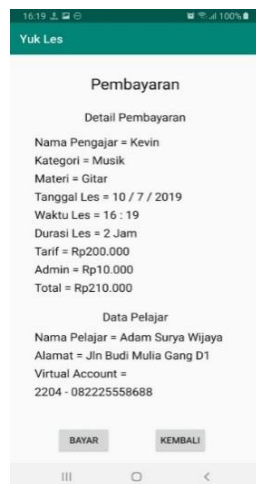 16:19 100%
Yuk Les
Pembayaran
Detail Pembayaran
Nama Pengajar = Kevin
Kategori = Musik
Materi = Gitar
Tanggal Les = 10 / 7 / 2019
Waktu Les = 16 : 19
Durasi Les = 2 Jam
Tarif = Rp200.000
Admin = Rp10.000
Total = Rp210.000
Data Pelajar
Nama Pelajar = Adam Surya Wijaya
Alamat = Jln Budi Mulia Gang D1
Virtual Account =
2204 - 082225558688
BAYAR KEMBALI